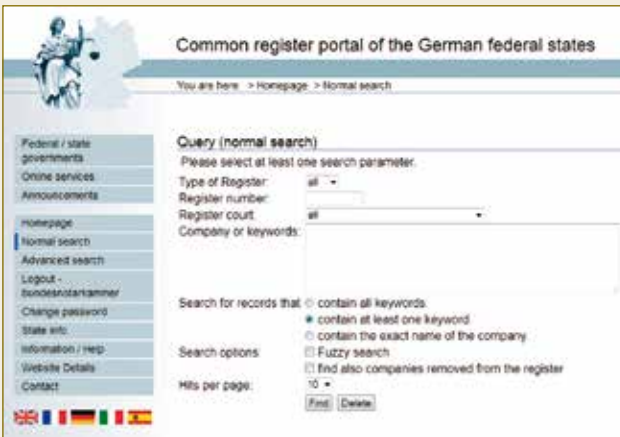 Common register portal of the German federal states
You are here > Homepage > Normal search
Federal / state
governments
Online services
Announcements
Homepage
Normal search
Advanced search
Logout -
bundesnotarkammer
Change password
State info
Information / Help
Website Details
Contact
Query (normal search)
Please select at least one search parameter.
Type of Register: all
Register number:
Register court: all
Company or keywords:
Search for records that contain all keywords
contain at least one keyword
contain the exact name of the company
Search options: Fuzzy search
find also companies removed from the register
Hits per page: 10
Find Delete